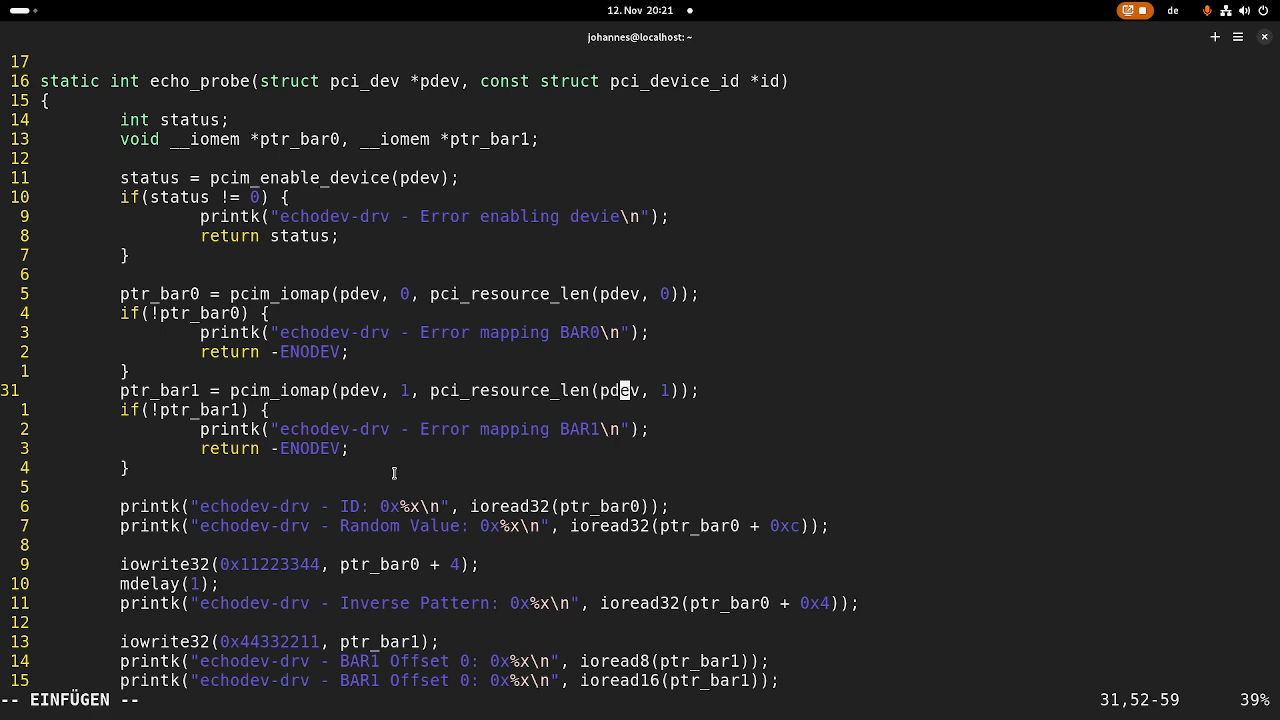 12. Nov 20:21
de
johannes@localhost: ~
17
16 static int echo_probe(struct pci_dev *pdev, const struct pci_device_id *id)
15 {
14 int status;
13 void __iomem *ptr_bar0, __iomem *ptr_bar1;
12
11 status = pcim_enable_device(pdev);
10 if(status != 0) {
9 printk("echodev-drv - Error enabling devie\n");
8 return status;
7 }
6
5 ptr_bar0 = pcim_iomap(pdev, 0, pci_resource_len(pdev, 0));
4 if(!ptr_bar0) {
3 printk("echodev-drv - Error mapping BAR0\n");
2 return -ENODEV;
1 }
31 ptr_bar1 = pcim_iomap(pdev, 1, pci_resource_len(pdev, 1));
1 if(!ptr_bar1) {
2 printk("echodev-drv - Error mapping BAR1\n");
3 return -ENODEV;
4 }
5
6 printk("echodev-drv - ID: 0x%x\n", ioread32(ptr_bar0));
7 printk("echodev-drv - Random Value: 0x%x\n", ioread32(ptr_bar0 + 0xc));
8
9 iowrite32(0x11223344, ptr_bar0 + 4);
10 mdelay(1);
11 printk("echodev-drv - Inverse Pattern: 0x%x\n", ioread32(ptr_bar0 + 0x4));
12
13 iowrite32(0x44332211, ptr_bar1);
14 printk("echodev-drv - BAR1 Offset 0: 0x%x\n", ioread8(ptr_bar1));
15 printk("echodev-drv - BAR1 Offset 0: 0x%x\n", ioread16(ptr_bar1));
-- EINFÜGEN -- 31,52-59 39%